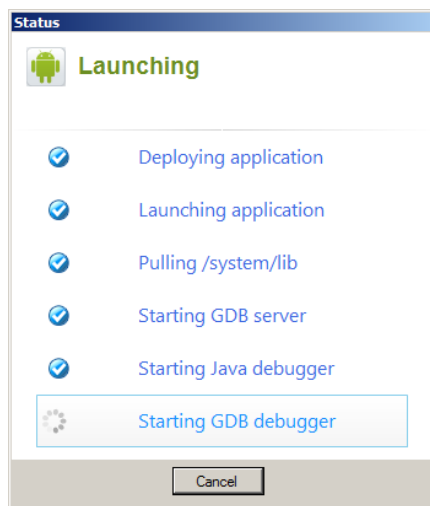 Status
Launching
Deploying application
Launching application
Pulling /system/lib
Starting GDB server
Starting Java debugger
Starting GDB debugger
Cancel